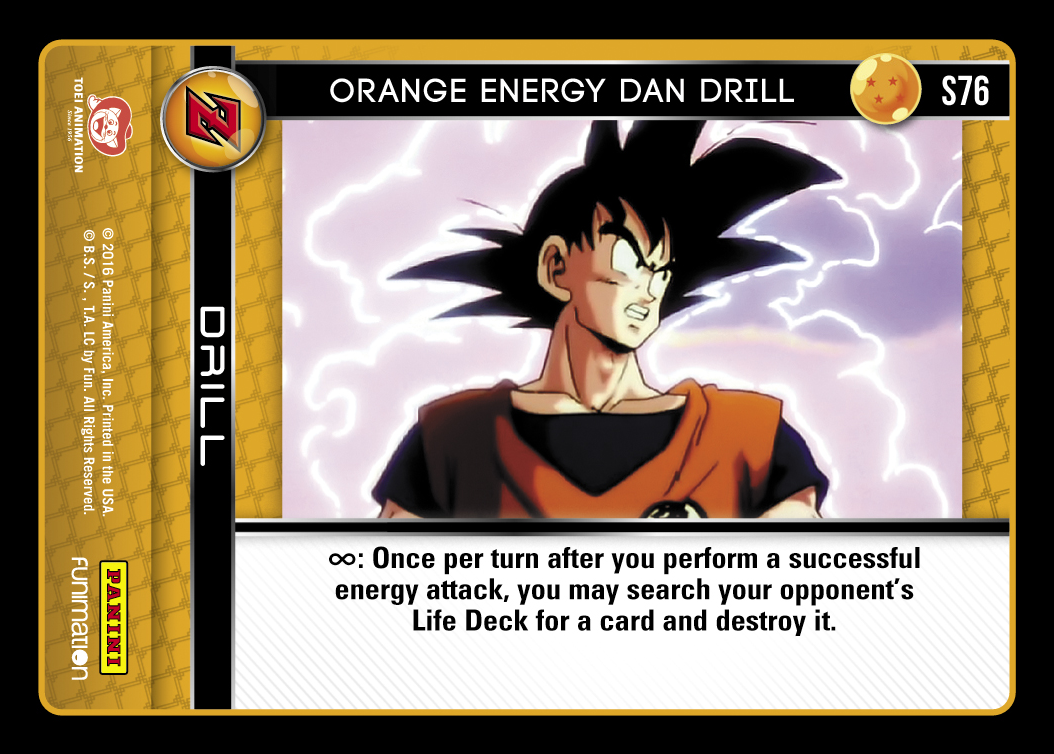 ORANGE ENERGY DAN DRILL
S76
TOEI ANIMATION
Since 1956
© 2016 Panini America, Inc. Printed in the USA.
© B.S. / S. , T.A. LC by Fun. All Rights Reserved.
FUNIMATION
PANINI
DRILL
∞: Once per turn after you perform a successful
energy attack, you may search your opponent’s
Life Deck for a card and destroy it.